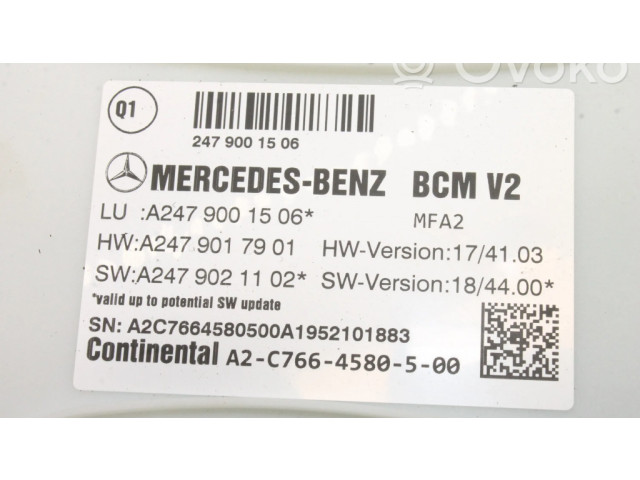 OVOKO
Q1
247 900 15 06
MERCEDES-BENZ BCM V2
LU :A247 900 15 06* MFA2
HW:A247 901 79 01 HW-Version:17/41.03
SW:A247 902 11 02* SW-Version:18/44.00*
*valid up to potential SW update
SN: A2C7664580500A1952101883
Continental A2-C766-4580-5-00